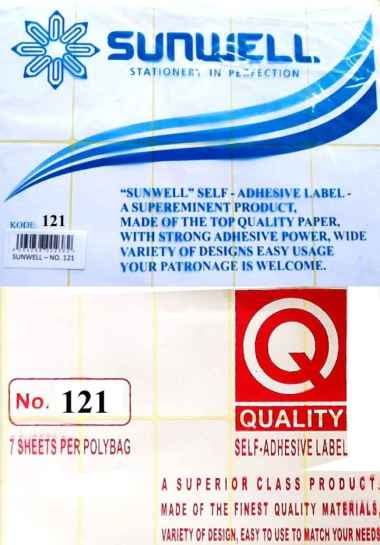 SUNWELL.
STATIONERY IN PERFECTION
"SUNWELL" SELF - ADHESIVE LABEL -
A SUPEREMINENT PRODUCT,
MADE OF THE TOP QUALITY PAPER,
WITH STRONG ADHESIVE POWER, WIDE
VARIETY OF DESIGNS EASY USAGE
YOUR PATRONAGE IS WELCOME.
KODE: 121
SUNWELL – NO. 121
Q
QUALITY
No. 121
7 SHEETS PER POLYBAG
SELF-ADHESIVE LABEL
A SUPERIOR CLASS PRODUCT.
MADE OF THE FINEST QUALITY MATERIALS,
VARIETY OF DESIGN, EASY TO USE TO MATCH YOUR NEEDS